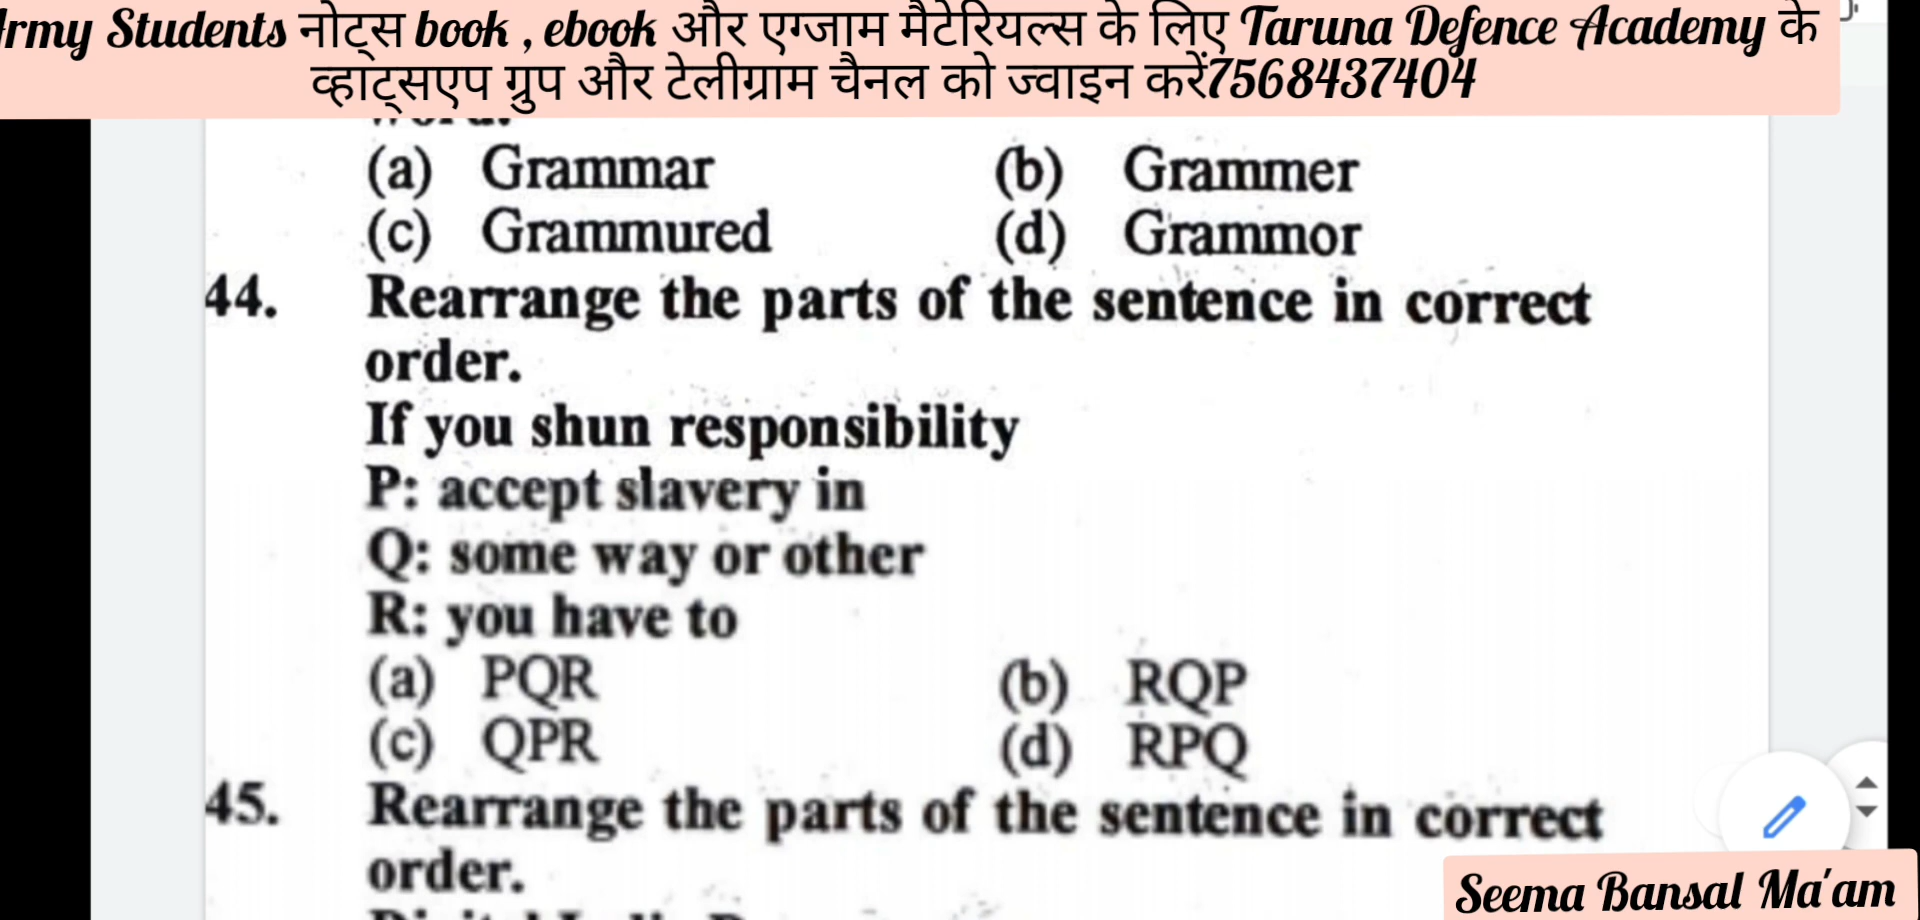 Army Students नोट्स book , ebook और एग्जाम मैटेरियल्स के लिए Taruna Defence Academy के
व्हाट्सएप ग्रुप और टेलीग्राम चैनल को ज्वाइन करें7568437404
(a) Grammar (b) Grammer
(c) Grammured (d) Grammor
44. Rearrange the parts of the sentence in correct
order.
If you shun responsibility
P: accept slavery in
Q: some way or other
R: you have to
(a) PQR (b) RQP
(c) QPR (d) RPQ
45. Rearrange the parts of the sentence in correct
order.
Seema Bansal Ma'am